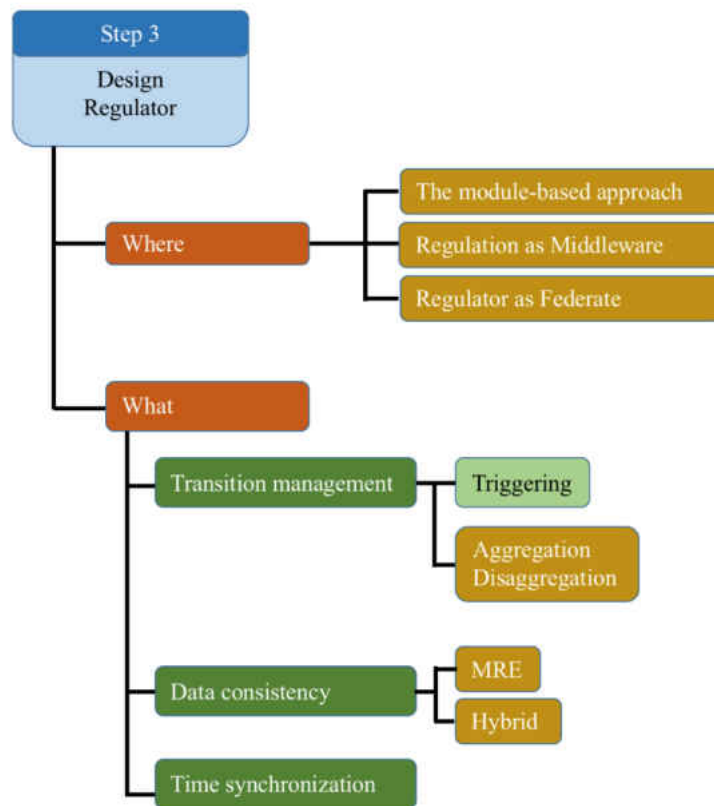 Step 3
Design
Regulator
Where
The module-based approach
Regulation as Middleware
Regulator as Federate
What
Transition management
Triggering
Aggregation
Disaggregation
Data consistency
MRE
Hybrid
Time synchronization